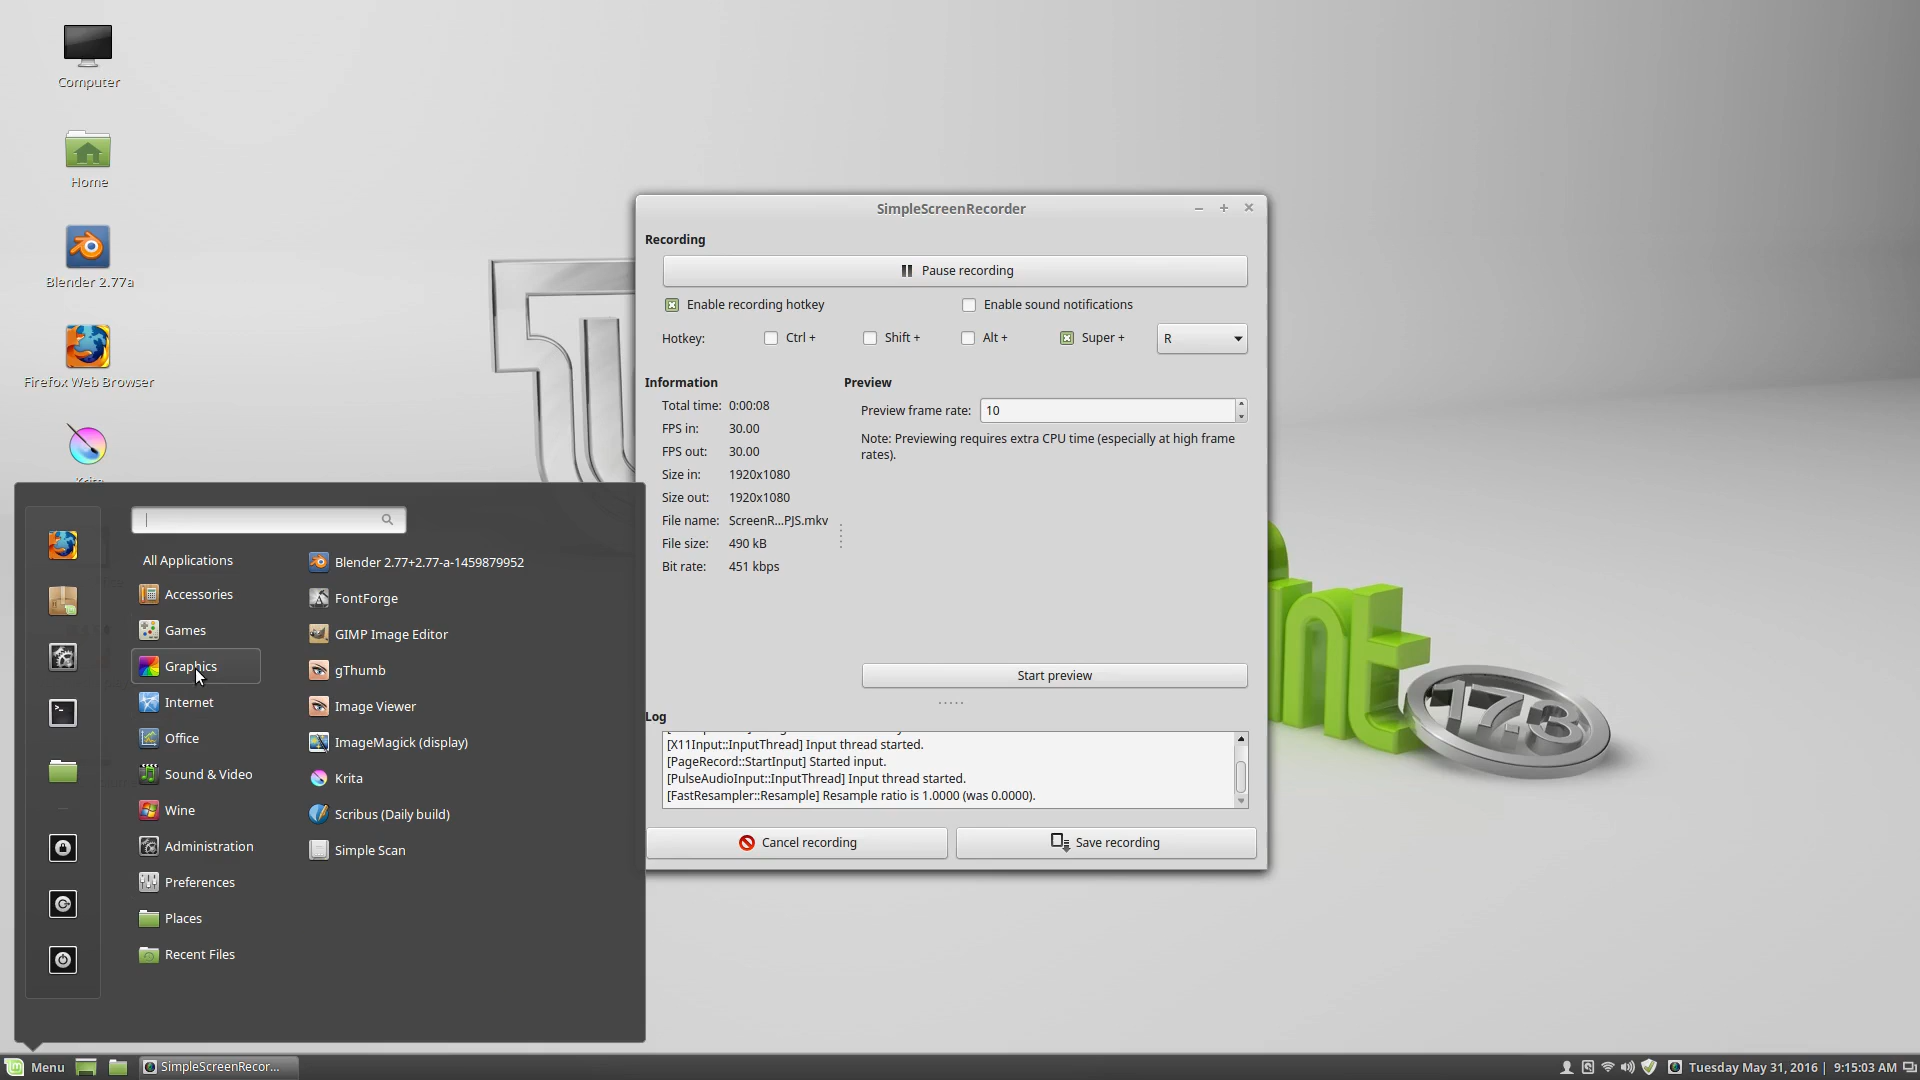 Computer
Home
Blender 2.77a
Firefox Web Browser
SimpleScreenRecorder
Recording
Pause recording
Enable recording hotkey
Enable sound notifications
Hotkey:
Ctrl +
Shift +
Alt +
Super +
R
Information
Total time: 0:00:08
FPS in: 30.00
FPS out: 30.00
Size in: 1920x1080
Size out: 1920x1080
File name: ScreenR...PJS.mkv
File size: 490 kB
Bit rate: 451 kbps
Preview
Preview frame rate: 10
Note: Previewing requires extra CPU time (especially at high frame
rates).
Start preview
Log
[X11Input::InputThread] Input thread started.
[PageRecord::StartInput] Started input.
[PulseAudioInput::InputThread] Input thread started.
[FastResampler::Resample] Resample ratio is 1.0000 (was 0.0000).
Cancel recording
Save recording
All Applications
Accessories
Games
Graphics
Internet
Office
Sound & Video
Wine
Administration
Preferences
Places
Recent Files
Blender 2.77+2.77-a-1459879952
FontForge
GIMP Image Editor
gThumb
Image Viewer
ImageMagick (display)
Krita
Scribus (Daily build)
Simple Scan
nt
17.3
Menu
SimpleScreenRecor...
Tuesday May 31, 2016 | 9:15:03 AM